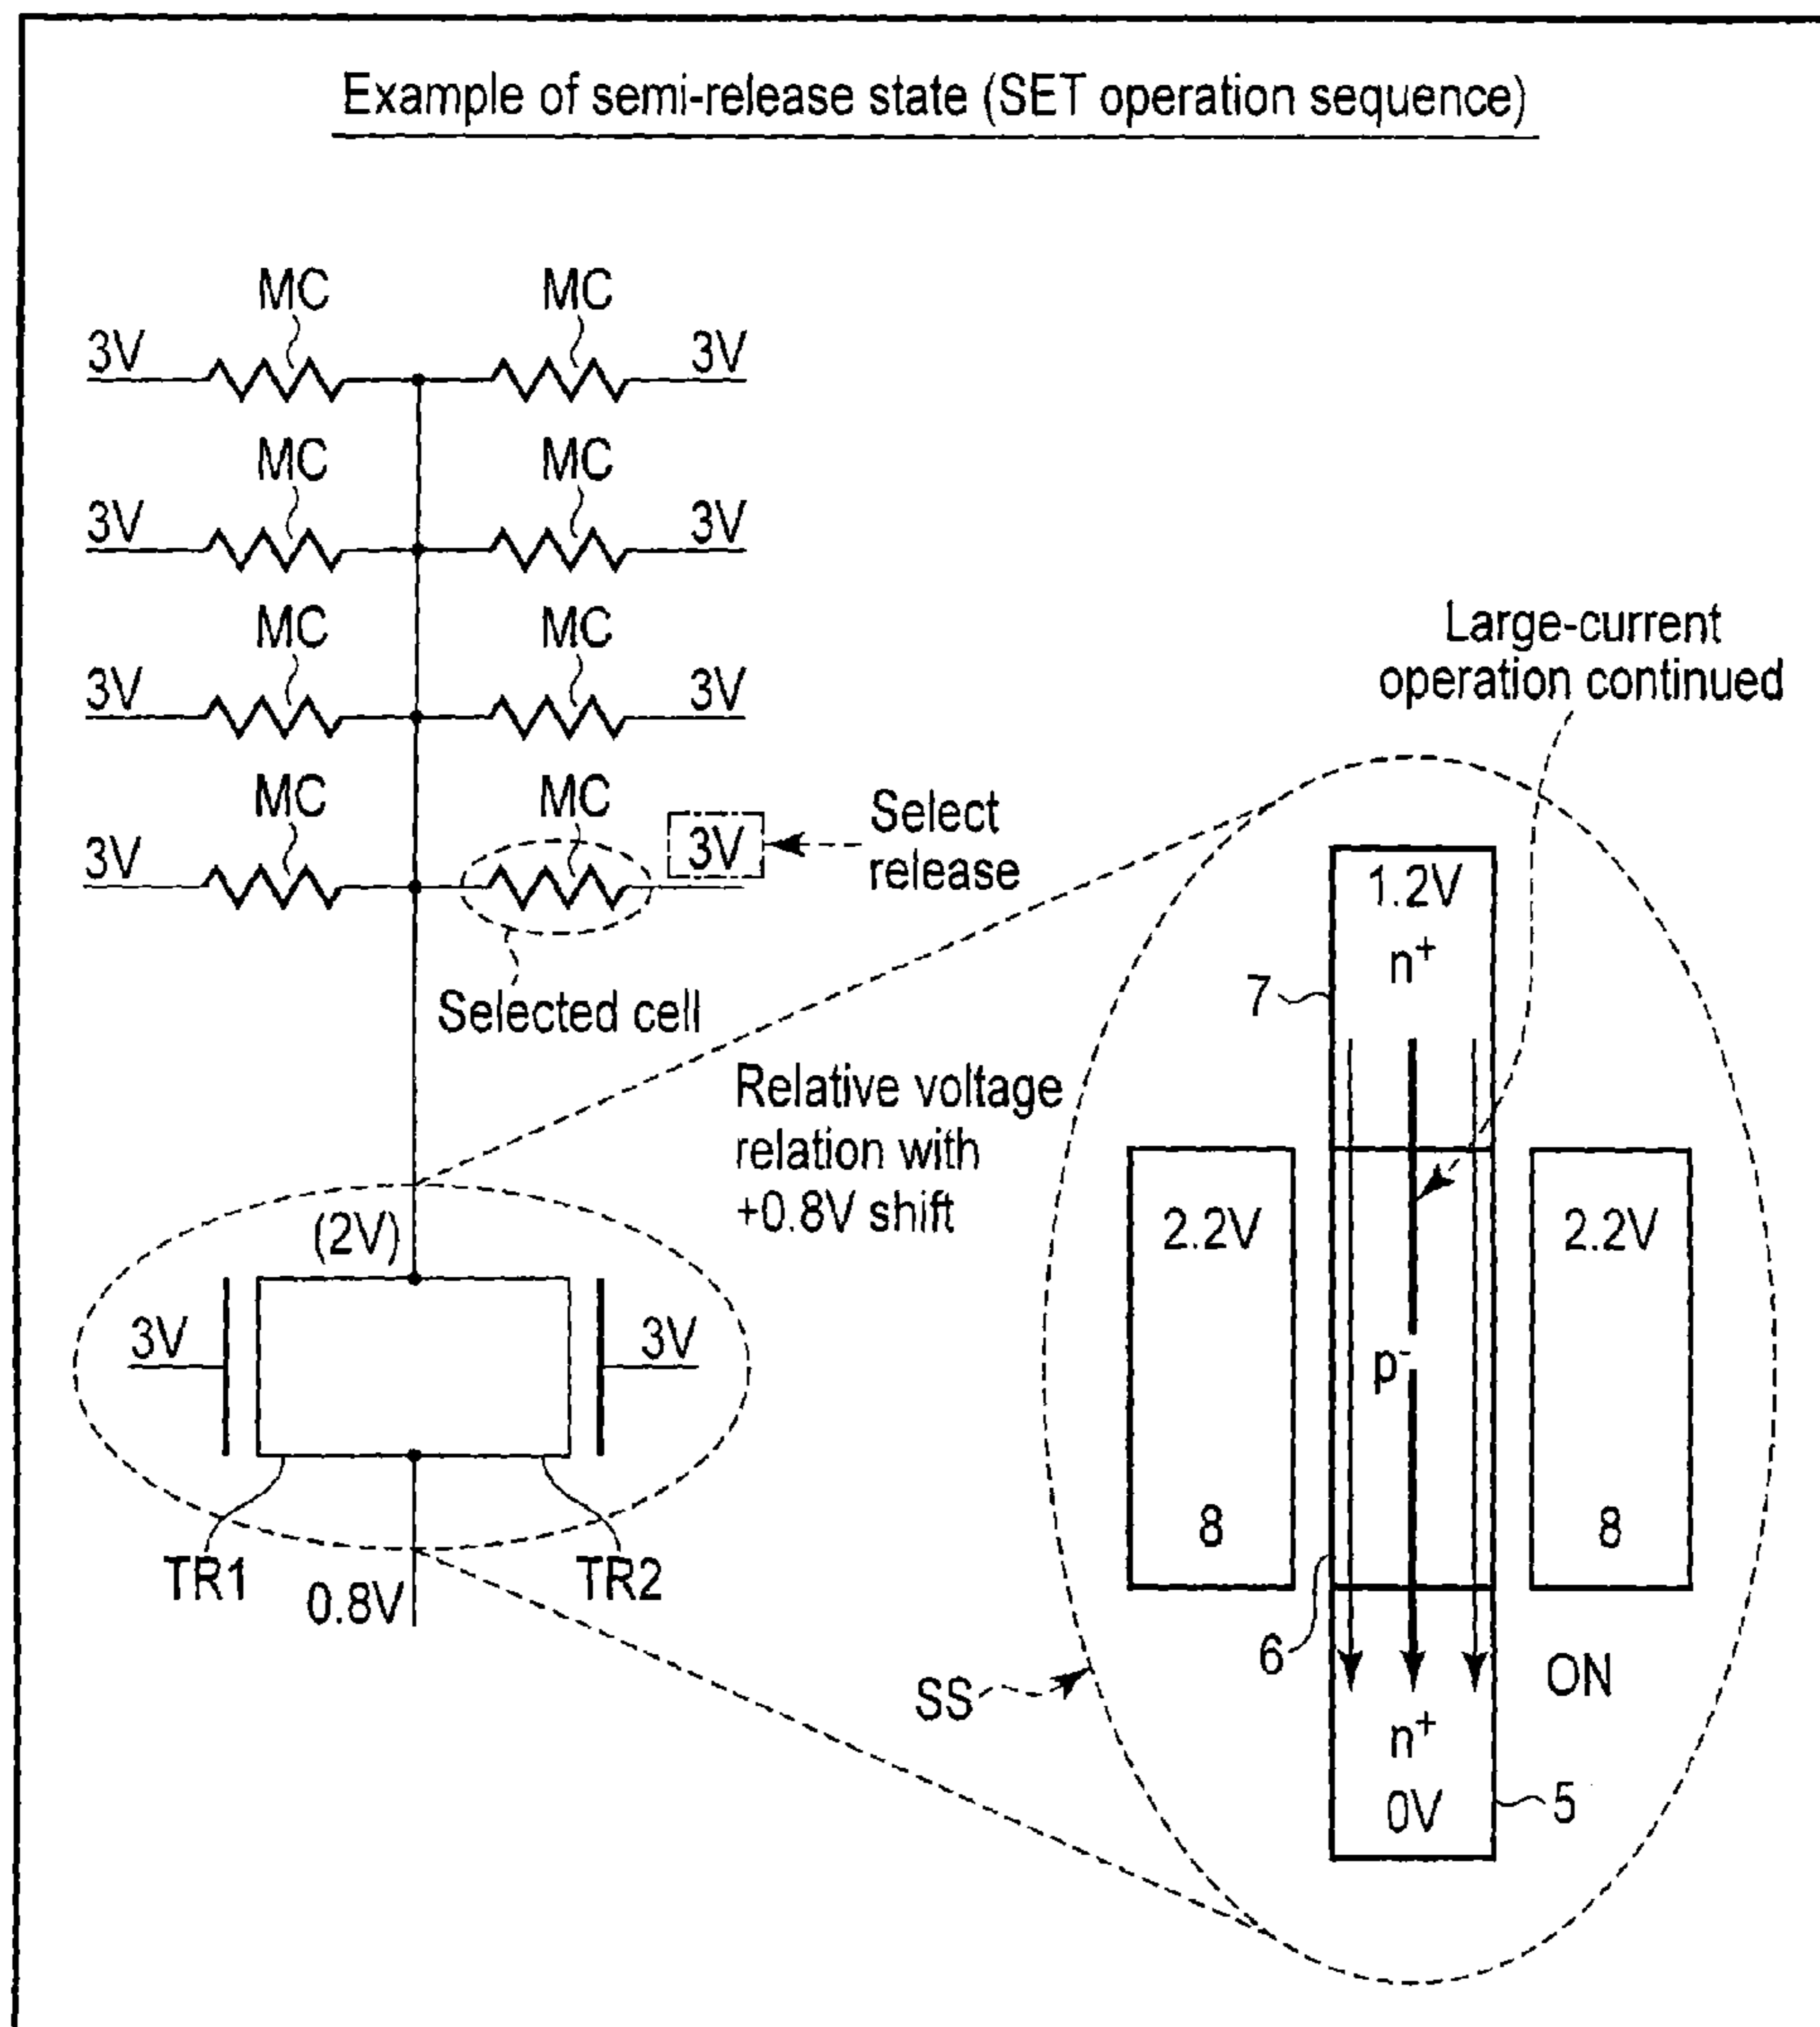 Example of semi-release state (SET operation sequence)
MC
MC
3V
3V
MC
MC
3V
3V
MC
MC
3V
3V
MC
MC
3V
3V
Select
release
Selected cell
Large-current
operation continued
Relative voltage
relation with
+0.8V shift
(2V)
3V
3V
TR1
TR2
0.8V
1.2V
n+
7
2.2V
2.2V
p-
8
8
6
ON
SS
n+
0V
5